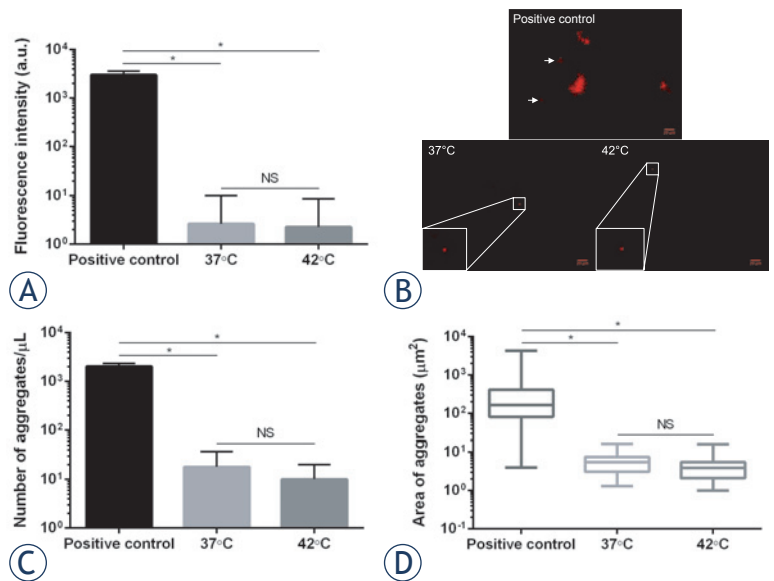 Fluorescence intensity (a.u.)
10⁴
10³
10²
10¹
10⁰
*
*
NS
Positive control 37°C 42°C
A
Positive control
37°C 42°C
B
Number of aggregates/μL
10⁴
10³
10²
10¹
10⁰
*
*
NS
Positive control 37°C 42°C
C
Area of aggregates (μm²)
10⁵
10⁴
10³
10²
10¹
10⁰
10⁻¹
*
*
NS
Positive control 37°C 42°C
D